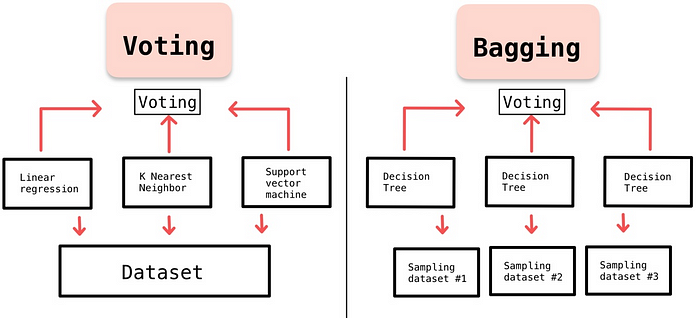 Voting
Voting
Linear
regression
K Nearest
Neighbor
Support
vector
machine
Dataset
Bagging
Voting
Decision
Tree
Decision
Tree
Decision
Tree
Sampling
dataset #1
Sampling
dataset #2
Sampling
dataset #3